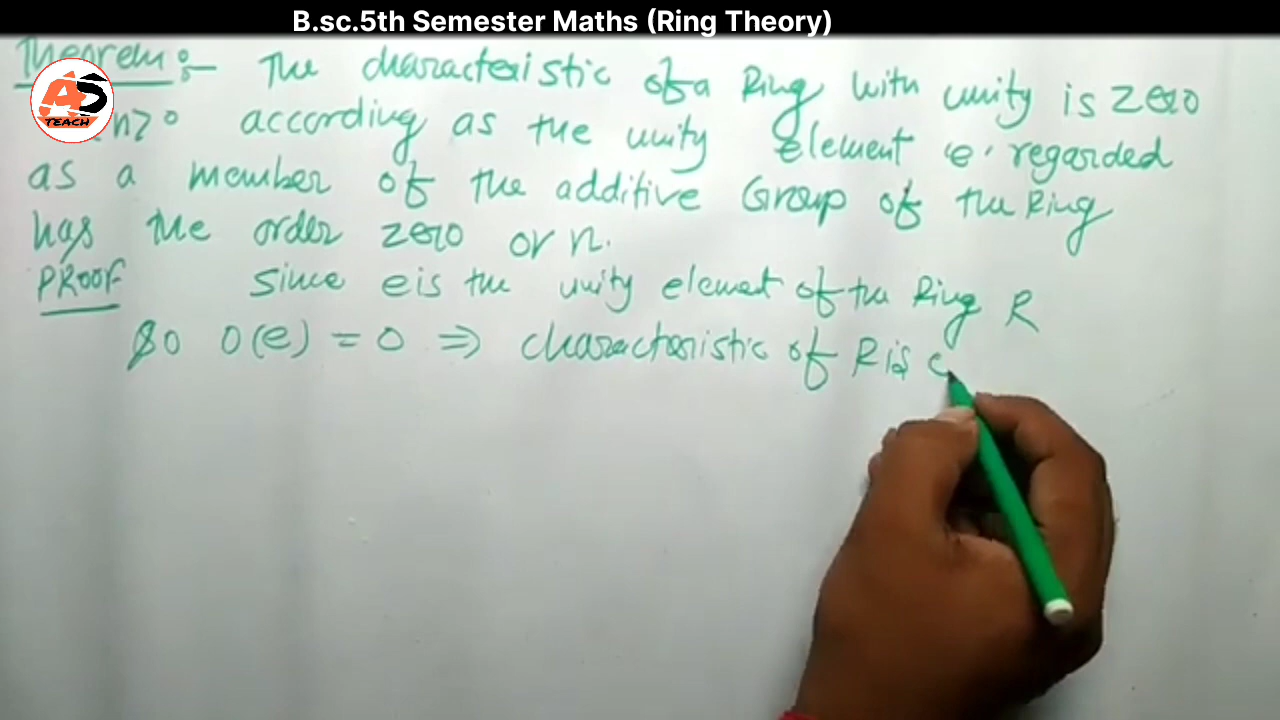 B.sc.5th Semester Maths (Ring Theory)
Theorem :- The characteristic of a Ring with unity is zero
AS
TEACH
n>0 according as the unity element 'e' regarded
as a member of the additive Group of the Ring
has the order zero or n.
PROOF since e is the unity element of the Ring R
So O(e) = 0 ⇒ characteristic of R is